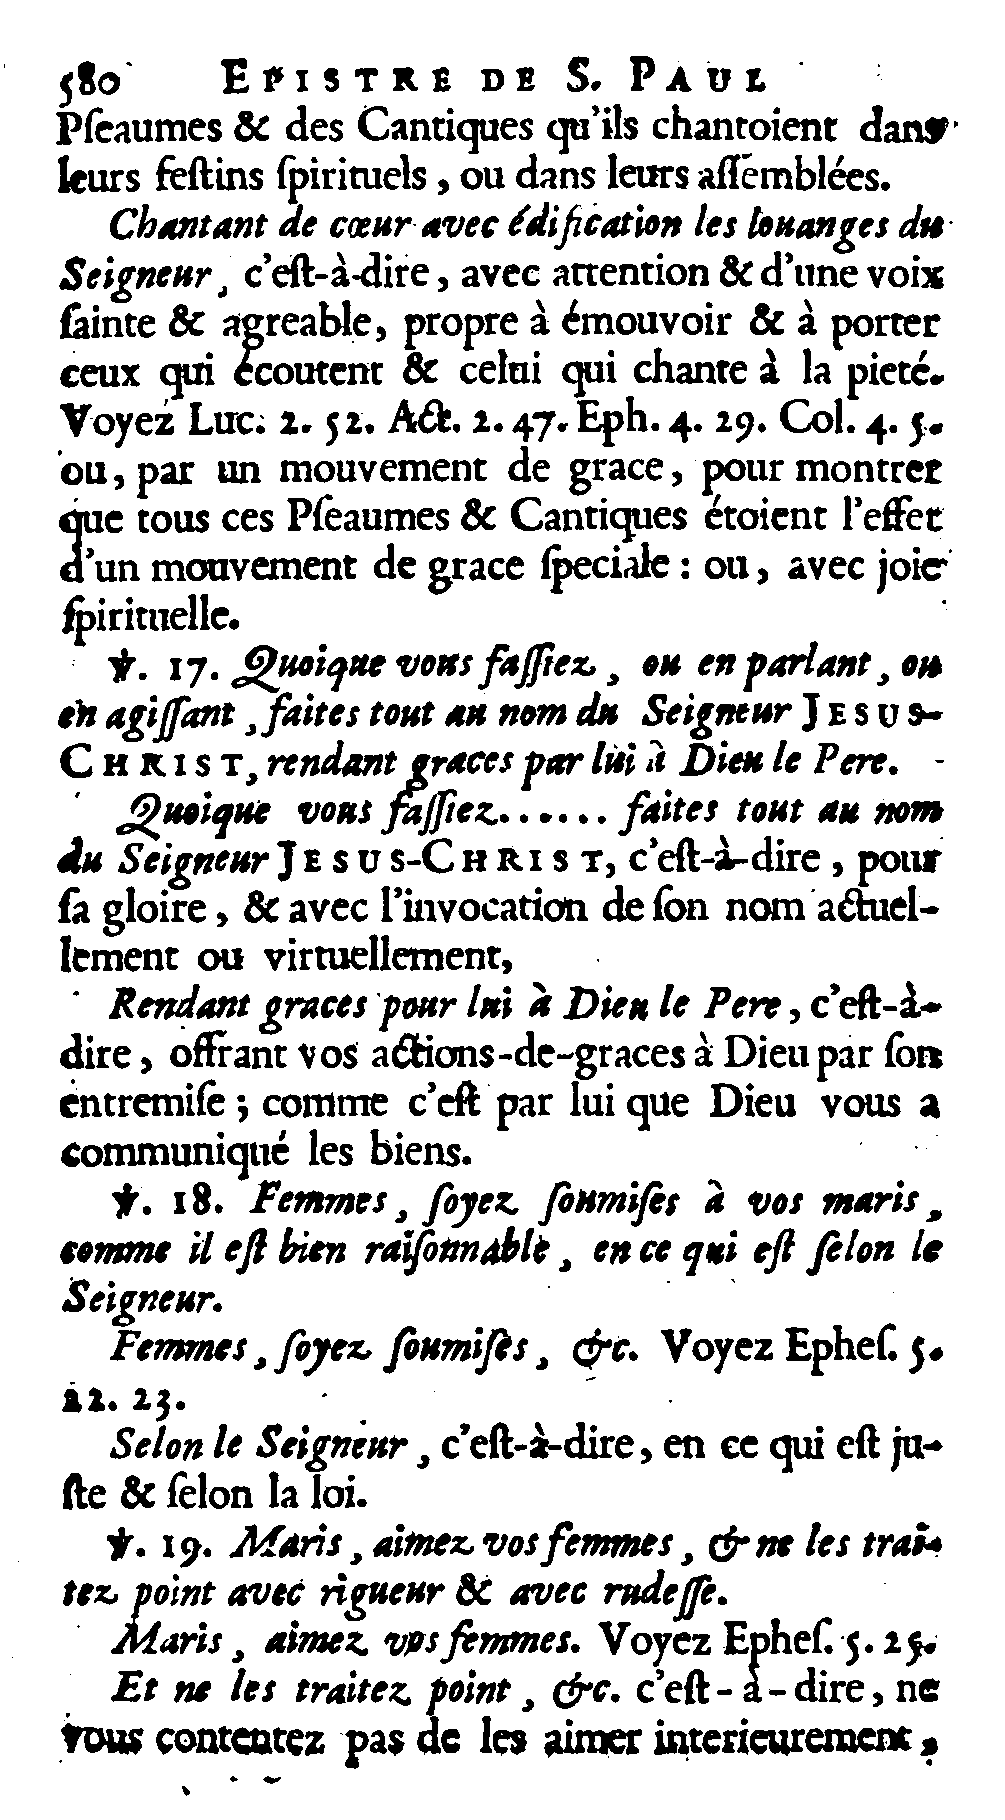 580 EPISTRE DE S. PAUL
Pſeaumes & des Cantiques qu'ils chantoient dans
leurs feſtins ſpirituels, ou dans leurs aſſemblées.
Chantant de cœur avec édification les louanges du
Seigneur, c'eſt-à-dire, avec attention & d'une voix
ſainte & agreable, propre à émouvoir & à porter
ceux qui écoutent & celui qui chante à la pieté.
Voyez Luc. 2. 52. Act. 2. 47. Eph. 4. 29. Col. 4. 5.
ou, par un mouvement de grace, pour montrer
que tous ces Pſeaumes & Cantiques étoient l'effet
d'un mouvement de grace ſpeciale : ou, avec joie
ſpirituelle.
℣. 17. Quoique vous faſſiez, ou en parlant, ou
en agiſſant, faites tout au nom du Seigneur JESUS-
CHRIST, rendant graces par lui à Dieu le Pere.
Quoique vous faſſiez...... faites tout au nom
du Seigneur JESUS-CHRIST, c'eſt-à-dire, pour
ſa gloire, & avec l'invocation de ſon nom actuel-
lement ou virtuellement,
Rendant graces pour lui à Dieu le Pere, c'eſt-à-
dire, offrant vos actions-de-graces à Dieu par ſon
entremiſe ; comme c'eſt par lui que Dieu vous a
communiqué les biens.
℣. 18. Femmes, ſoyez ſoumiſes à vos maris,
comme il eſt bien raiſonnable, en ce qui eſt ſelon le
Seigneur.
Femmes, ſoyez ſoumiſes, &c. Voyez Epheſ. 5.
22. 23.
Selon le Seigneur, c'eſt-à-dire, en ce qui eſt ju-
ſte & ſelon la loi.
℣. 19. Maris, aimez vos femmes, & ne les trai-
tez point avec rigueur & avec rudeſſe.
Maris, aimez vos femmes. Voyez Epheſ. 5. 25.
Et ne les traitez point, &c. c'eſt-à-dire, ne
vous contentez pas de les aimer interieurement,